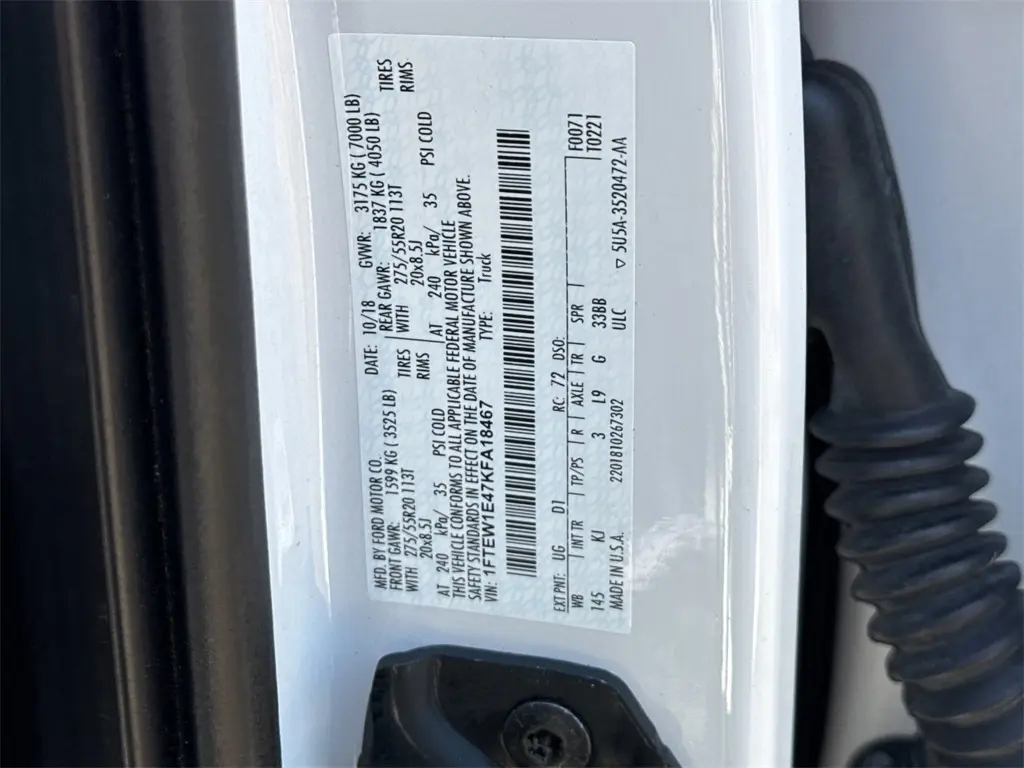 MFD. BY FORD MOTOR CO. DATE: 10/18 GVWR: 3175 KG ( 7000 LB)
FRONT GAWR: 1599 KG ( 3525 LB) REAR GAWR: 1837 KG ( 4050 LB)
WITH 275/55R20 113T TIRES WITH 275/55R20 113T TIRES
20x8.5J RIMS 20x8.5J RIMS
AT 240 kPa/ 35 PSI COLD AT 240 kPa/ 35 PSI COLD
THIS VEHICLE CONFORMS TO ALL APPLICABLE FEDERAL MOTOR VEHICLE
SAFETY STANDARDS IN EFFECT ON THE DATE OF MANUFACTURE SHOWN ABOVE.
VIN: 1FTEW1E47KFA18467 TYPE: Truck
EXT PNT: UG D1 RC: 72 DSO: F0071
WB INT TR TP/PS R AXLE TR SPR T0221
145 KJ 3 L9 G 33BB
MADE IN U.S.A. 2201810267302 ULC ▽ 5U5A-3520472-AA